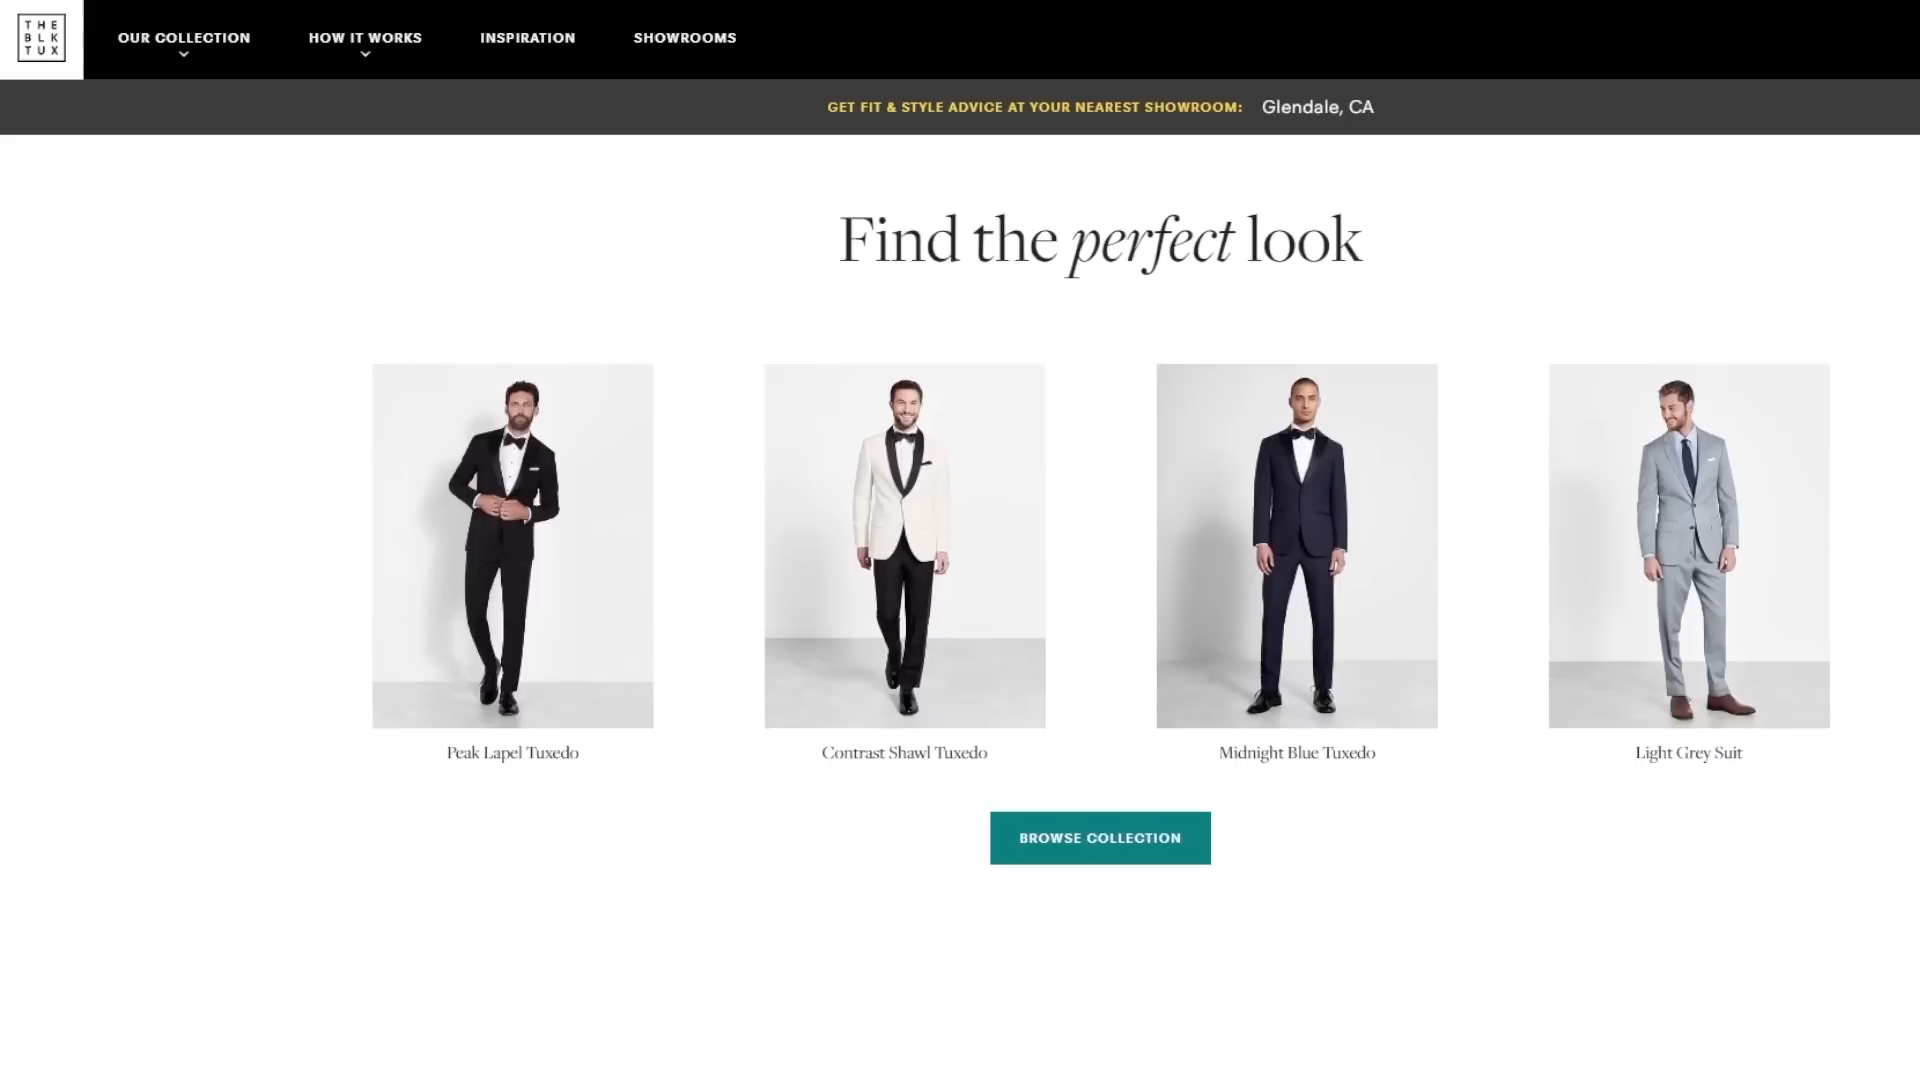 THE
BLK
TUX
OUR COLLECTION
HOW IT WORKS
INSPIRATION
SHOWROOMS
GET FIT & STYLE ADVICE AT YOUR NEAREST SHOWROOM: Glendale, CA
Find the perfect look
Peak Lapel Tuxedo
Contrast Shawl Tuxedo
Midnight Blue Tuxedo
Light Grey Suit
BROWSE COLLECTION